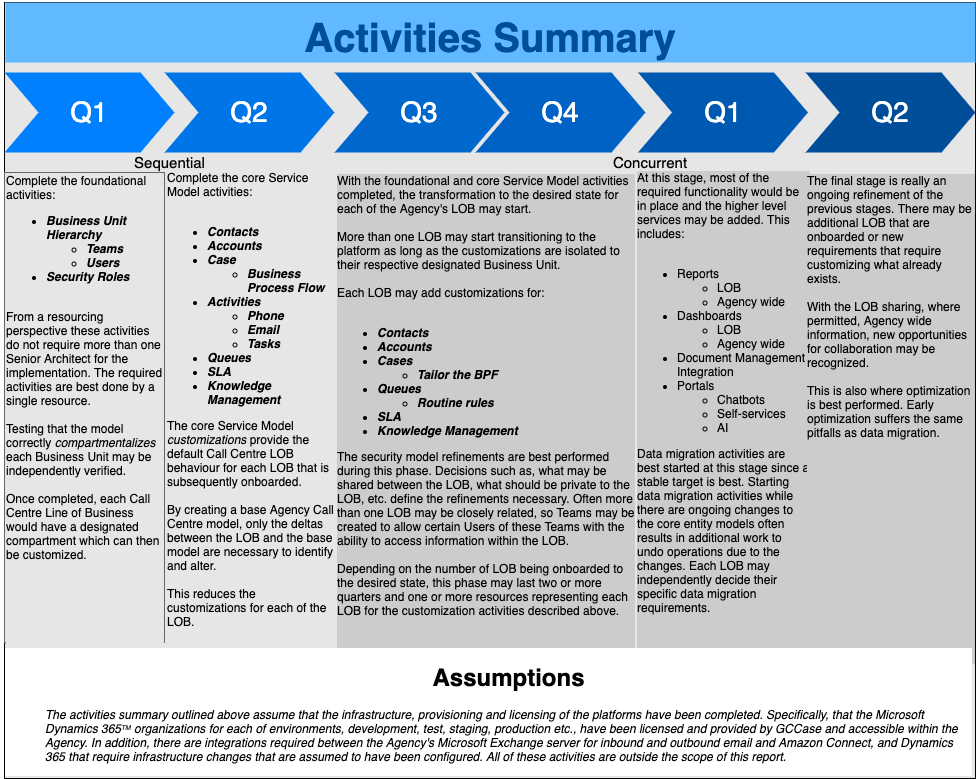 Activities Summary
Q1
Q2
Q3
Q4
Q1
Q2
Sequential
Concurrent
Complete the foundational
activities:
Business Unit
Hierarchy
Teams
Users
Security Roles
From a resourcing
perspective these activities
do not require more than one
Senior Architect for the
implementation. The required
activities are best done by a
single resource.
Testing that the model
correctly compartmentalizes
each Business Unit may be
independently verified.
Once completed, each Call
Centre Line of Business
would have a designated
compartment which can then
be customized.
Complete the core Service
Model activities:
Contacts
Accounts
Case
Business
Process Flow
Activities
Phone
Email
Tasks
Queues
SLA
Knowledge
Management
The core Service Model
customizations provide the
default Call Centre LOB
behaviour for each LOB that is
subsequently onboarded.
By creating a base Agency Call
Centre model, only the deltas
between the LOB and the base
model are necessary to identify
and alter.
This reduces the
customizations for each of the
LOB.
With the foundational and core Service Model activities
completed, the transformation to the desired state for
each of the Agency's LOB may start.
More than one LOB may start transitioning to the
platform as long as the customizations are isolated to
their respective designated Business Unit.
Each LOB may add customizations for:
Contacts
Accounts
Cases
Tailor the BPF
Queues
Routine rules
SLA
Knowledge Management
The security model refinements are best performed
during this phase. Decisions such as, what may be
shared between the LOB, what should be private to the
LOB, etc. define the refinements necessary. Often more
than one LOB may be closely related, so Teams may be
created to allow certain Users of these Teams with the
ability to access information within the LOB.
Depending on the number of LOB being onboarded to
the desired state, this phase may last two or more
quarters and one or more resources representing each
LOB for the customization activities described above.
At this stage, most of the
required functionality would be
in place and the higher level
services may be added. This
includes:
Reports
LOB
Agency wide
Dashboards
LOB
Agency wide
Document Management
Integration
Portals
Chatbots
Self-services
AI
Data migration activities are
best started at this stage since a
stable target is best. Starting
data migration activities while
there are ongoing changes to
the core entity models often
results in additional work to
undo operations due to the
changes. Each LOB may
independently decide their
specific data migration
requirements.
The final stage is really an
ongoing refinement of the
previous stages. There may be
additional LOB that are
onboarded or new
requirements that require
customizing what already
exists.
With the LOB sharing, where
permitted, Agency wide
information, new opportunities
for collaboration may be
recognized.
This is also where optimization
is best performed. Early
optimization suffers the same
pitfalls as data migration.
Assumptions
The activities summary outlined above assume that the infrastructure, provisioning and licensing of the platforms have been completed. Specifically, that the Microsoft
Dynamics 365™ organizations for each of environments, development, test, staging, production etc., have been licensed and provided by GCCase and accessible within the
Agency. In addition, there are integrations required between the Agency's Microsoft Exchange server for inbound and outbound email and Amazon Connect, and Dynamics
365 that require infrastructure changes that are assumed to have been configured. All of these activities are outside the scope of this report.